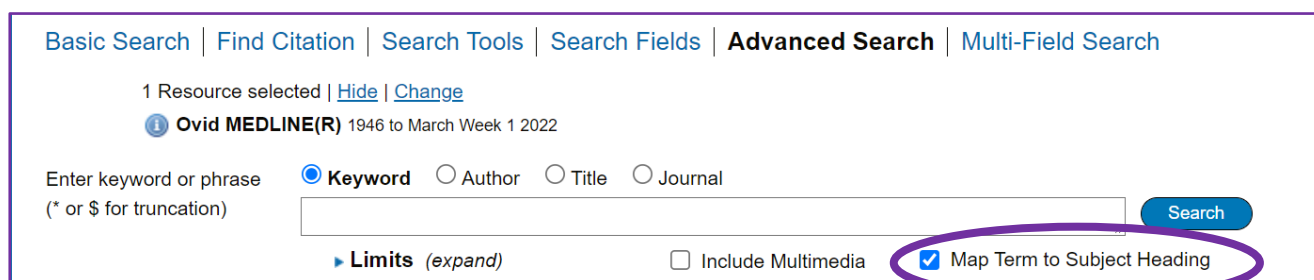 Basic Search | Find Citation | Search Tools | Search Fields | Advanced Search | Multi-Field Search
1 Resource selected | Hide | Change
Ovid MEDLINE(R) 1946 to March Week 1 2022
Enter keyword or phrase
(* or $ for truncation)
Keyword Author Title Journal
Search
Limits (expand) Include Multimedia Map Term to Subject Heading